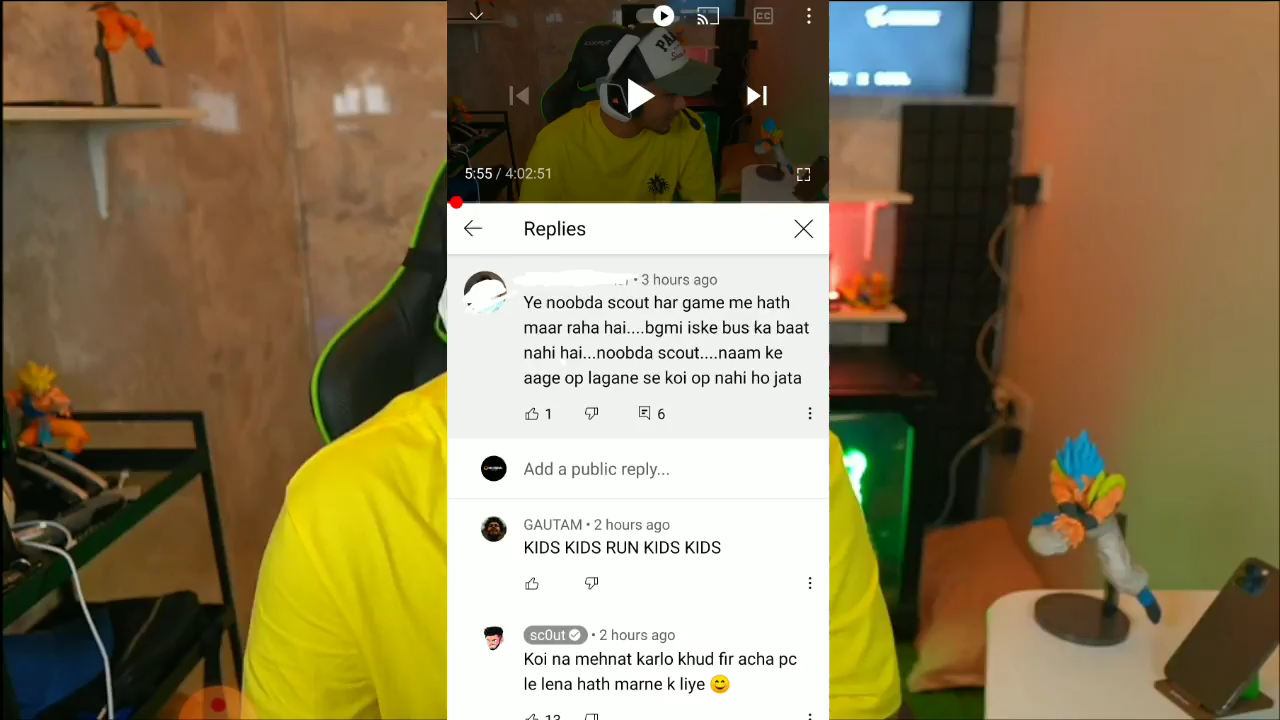 CC
5:55 / 4:02:51
Replies
• 3 hours ago
Ye noobda scout har game me hath
maar raha hai....bgmi iske bus ka baat
nahi hai...noobda scout....naam ke
aage op lagane se koi op nahi ho jata
1
6
Add a public reply...
GAUTAM • 2 hours ago
KIDS KIDS RUN KIDS KIDS
sc0ut • 2 hours ago
Koi na mehnat karlo khud fir acha pc
le lena hath marne k liye 😊
13